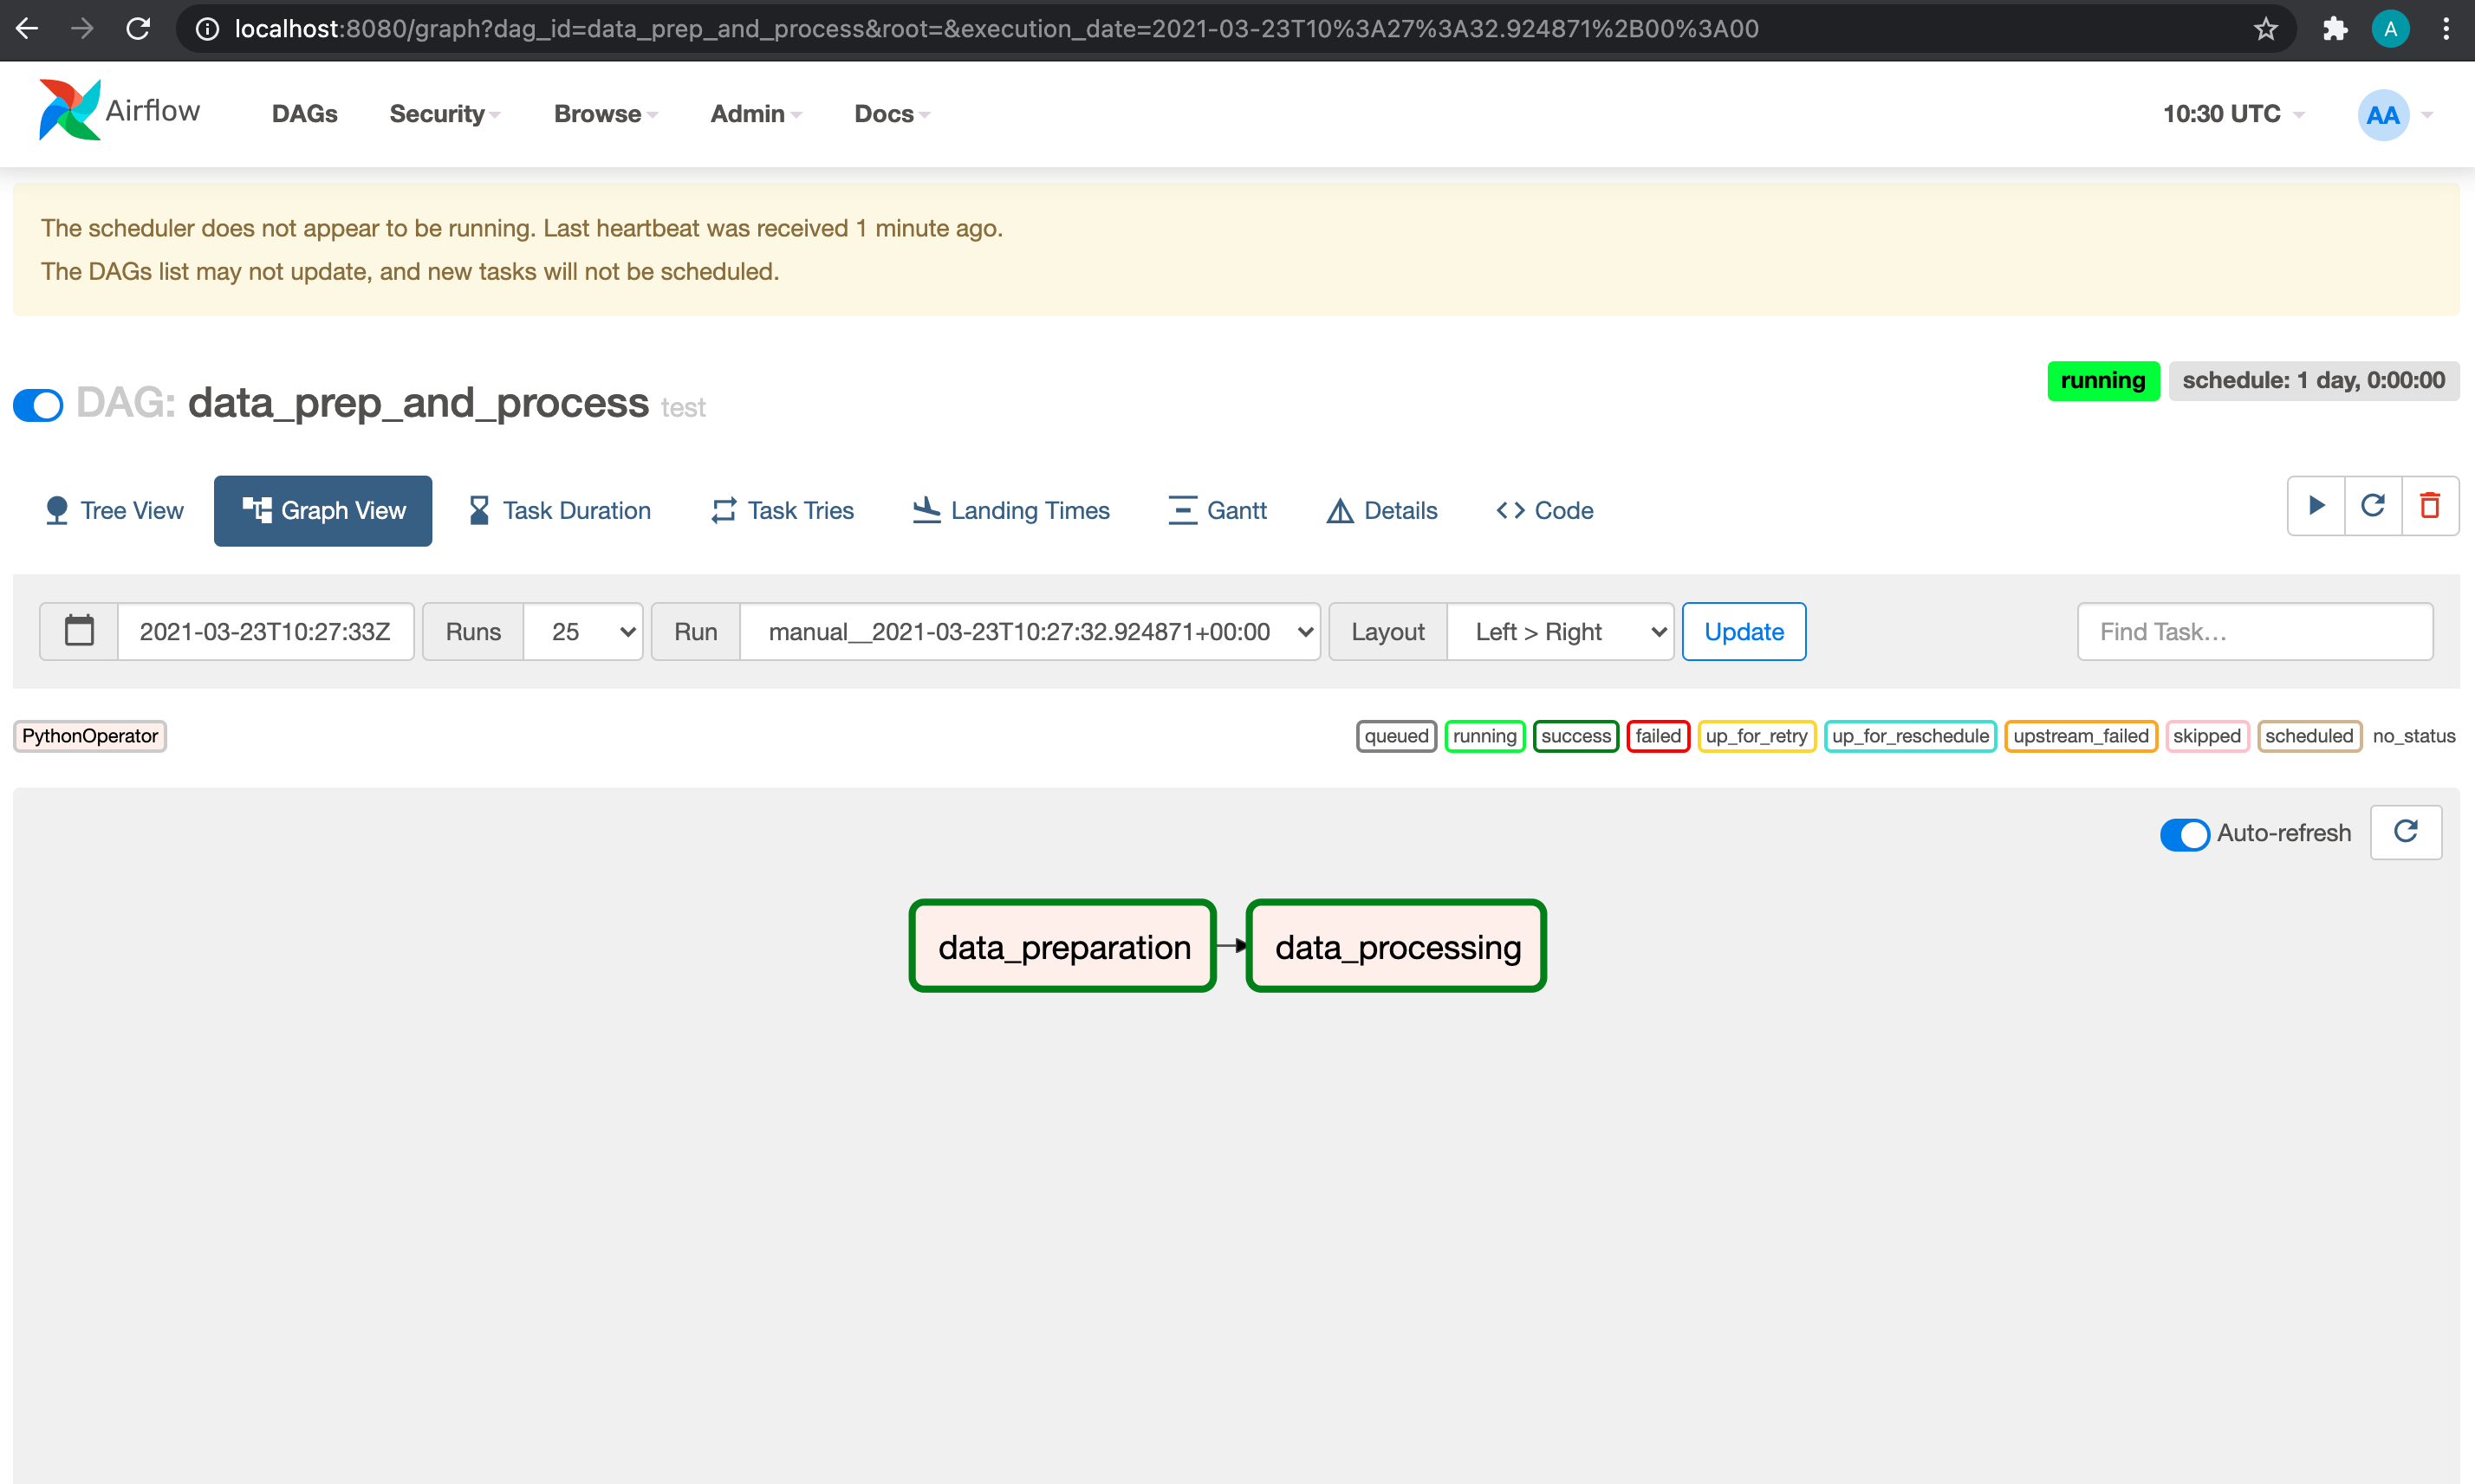 localhost:8080/graph?dag_id=data_prep_and_process&root=&execution_date=2021-03-23T10%3A27%3A32.924871%2B00%3A00
A
Airflow
DAGs
Security
Browse
Admin
Docs
10:30 UTC
AA
The scheduler does not appear to be running. Last heartbeat was received 1 minute ago.
The DAGs list may not update, and new tasks will not be scheduled.
DAG: data_prep_and_process test
running
schedule: 1 day, 0:00:00
Tree View
Graph View
Task Duration
Task Tries
Landing Times
Gantt
Details
Code
2021-03-23T10:27:33Z
Runs
25
Run
manual__2021-03-23T10:27:32.924871+00:00
Layout
Left > Right
Update
Find Task…
PythonOperator
queued
running
success
failed
up_for_retry
up_for_reschedule
upstream_failed
skipped
scheduled
no_status
Auto-refresh
data_preparation
data_processing